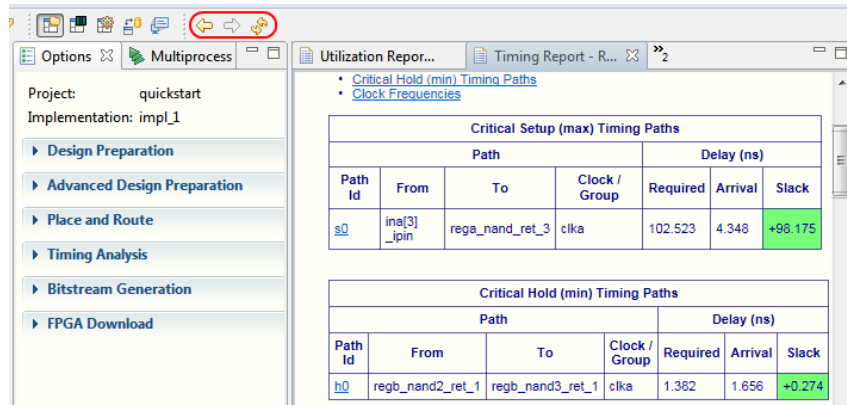 Options
Multiprocess
Project: quickstart
Implementation: impl_1
Design Preparation
Advanced Design Preparation
Place and Route
Timing Analysis
Bitstream Generation
FPGA Download
Utilization Repor...
Timing Report - R...
»2
• Critical Hold (min) Timing Paths
• Clock Frequencies
Critical Setup (max) Timing Paths
Path Delay (ns)
Path Id From To Clock / Group Required Arrival Slack
s0 ina[3] _ipin rega_nand_ret_3 clka 102.523 4.348 +98.175
Critical Hold (min) Timing Paths
Path Delay (ns)
Path Id From To Clock / Group Required Arrival Slack
h0 regb_nand2_ret_1 regb_nand3_ret_1 clka 1.382 1.656 +0.274